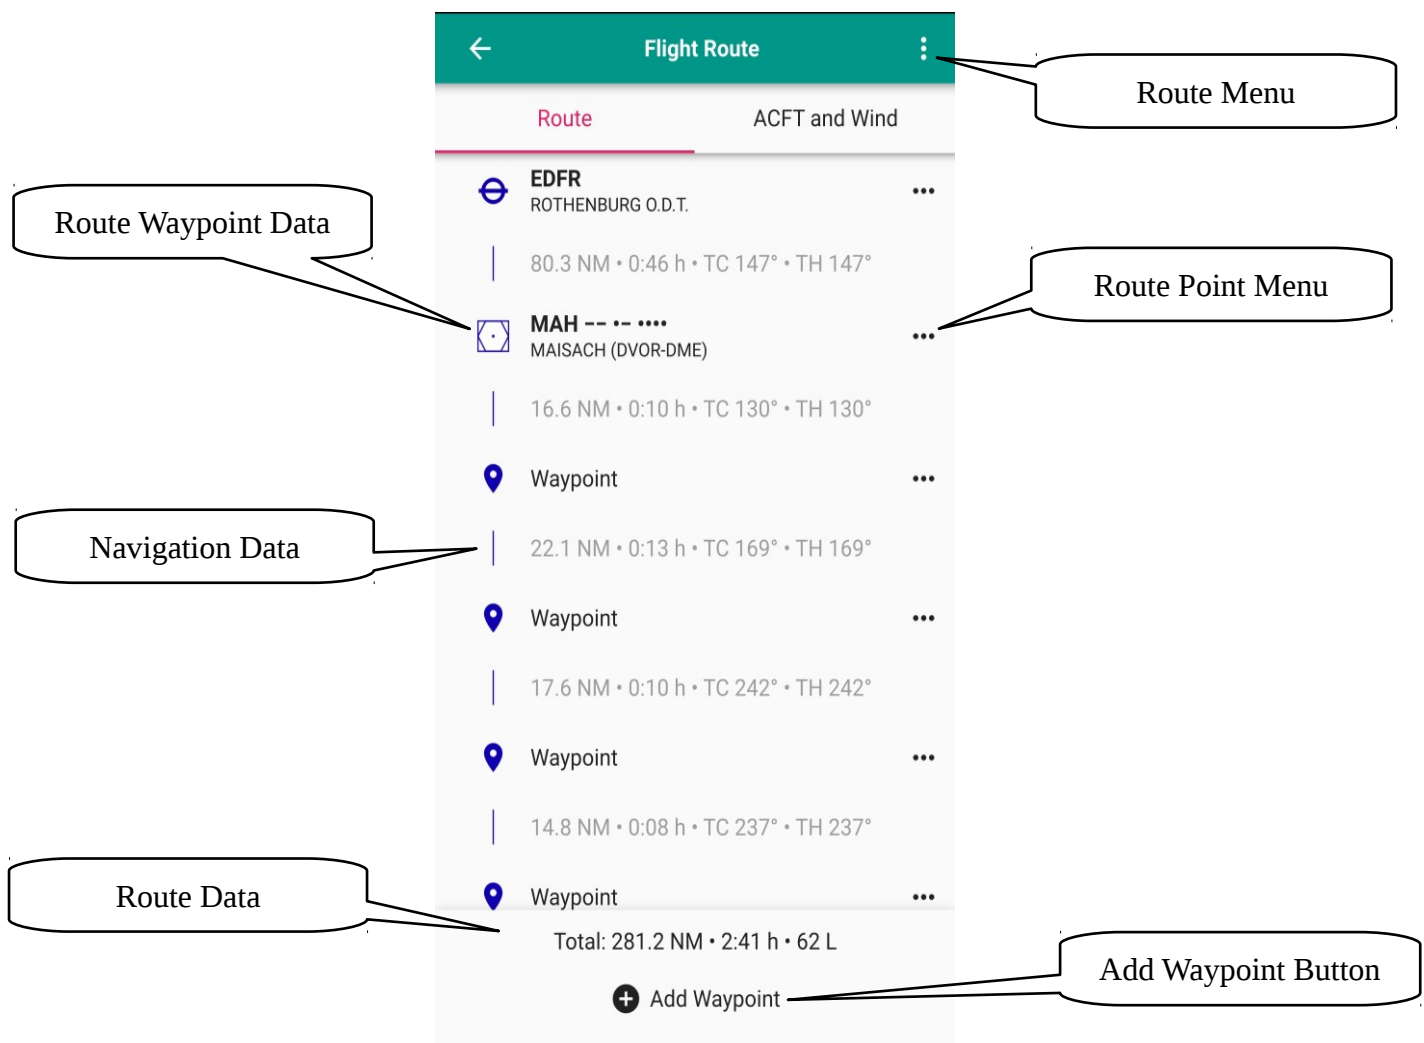 Flight Route
Route Menu
Route
ACFT and Wind
EDFR
ROTHENBURG O.D.T.
Route Waypoint Data
80.3 NM • 0:46 h • TC 147° • TH 147°
Route Point Menu
MAH −− •− ••••
MAISACH (DVOR-DME)
16.6 NM • 0:10 h • TC 130° • TH 130°
Waypoint
Navigation Data
22.1 NM • 0:13 h • TC 169° • TH 169°
Waypoint
17.6 NM • 0:10 h • TC 242° • TH 242°
Waypoint
14.8 NM • 0:08 h • TC 237° • TH 237°
Route Data
Waypoint
Total: 281.2 NM • 2:41 h • 62 L
Add Waypoint Button
Add Waypoint